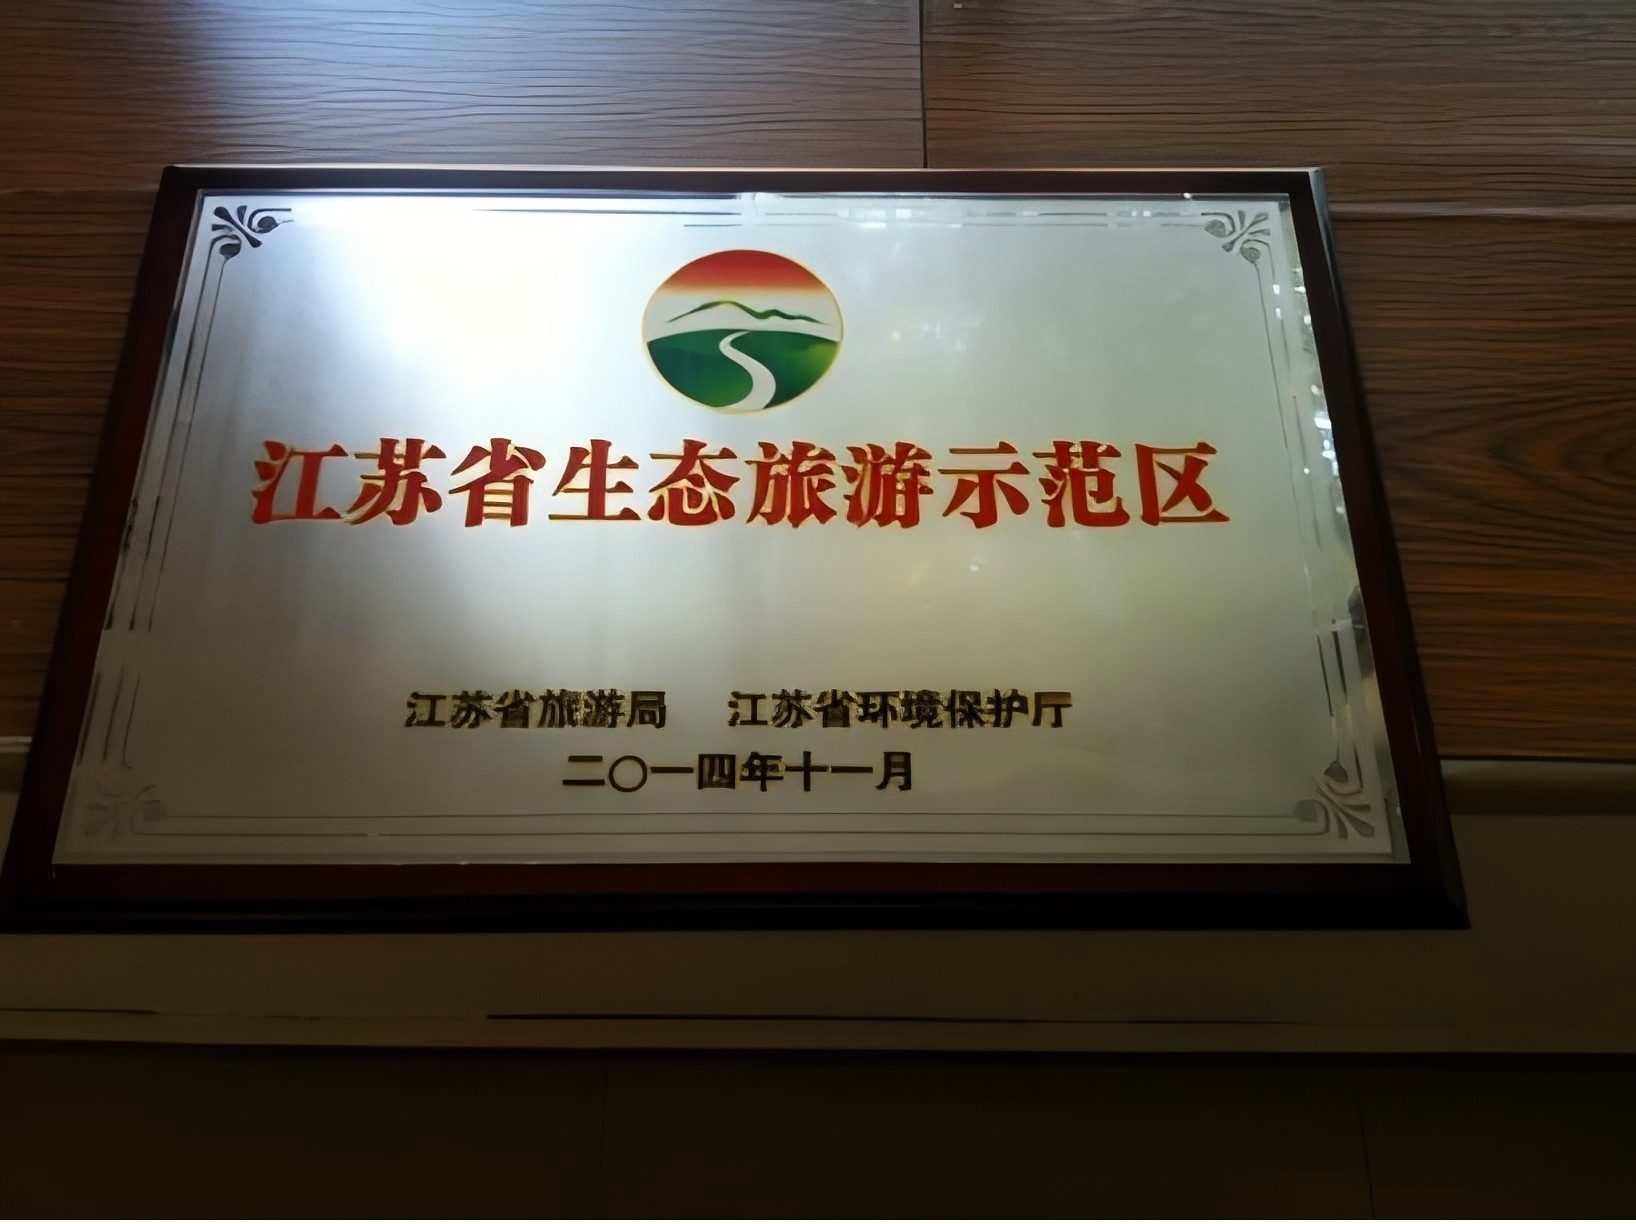 江苏省生态旅游示范区
江苏省旅游局 江苏省环境保护厅
二〇一四年十一月